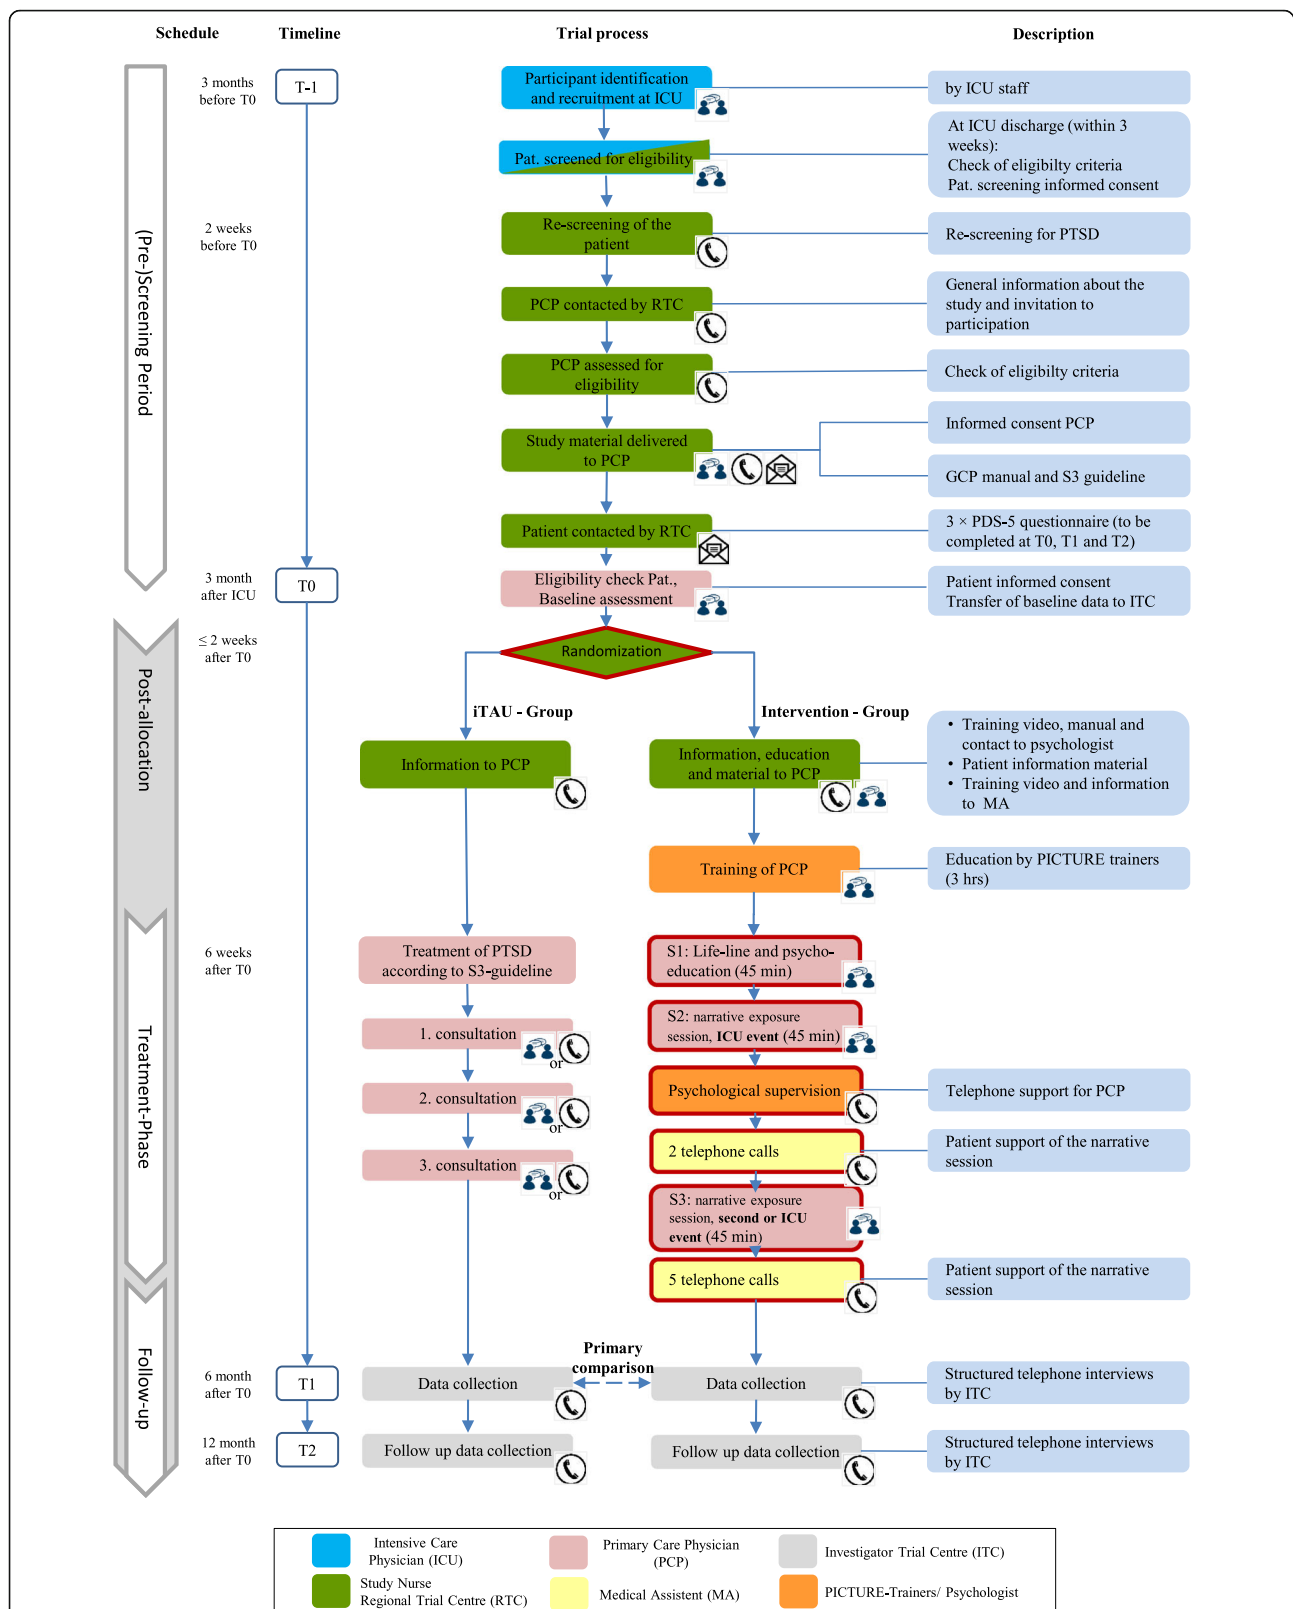 Schedule
Timeline
Trial process
Description
(Pre-)Screening Period
Post-allocation
Treatment-Phase
Follow-up
3 months
before T0
T-1
Participant identification
and recruitment at ICU
by ICU staff
Pat. screened for eligibility
At ICU discharge (within 3
weeks):
Check of eligibilty criteria
Pat. screening informed consent
2 weeks
before T0
Re-screening of the
patient
Re-screening for PTSD
PCP contacted by RTC
General information about the
study and invitation to
participation
PCP assessed for
eligibility
Check of eligibilty criteria
Study material delivered
to PCP
Informed consent PCP
GCP manual and S3 guideline
Patient contacted by RTC
3 × PDS-5 questionnaire (to be
completed at T0, T1 and T2)
3 month
after ICU
T0
Eligibility check Pat.,
Baseline assessment
Patient informed consent
Transfer of baseline data to ITC
≤ 2 weeks
after T0
Randomization
iTAU - Group
Intervention - Group
Information to PCP
Information, education
and material to PCP
• Training video, manual and
contact to psychologist
• Patient information material
• Training video and information
to MA
Training of PCP
Education by PICTURE trainers
(3 hrs)
6 weeks
after T0
Treatment of PTSD
according to S3-guideline
S1: Life-line and psycho-
education (45 min)
1. consultation
or
S2: narrative exposure
session, ICU event (45 min)
2. consultation
or
Psychological supervision
Telephone support for PCP
3. consultation
or
2 telephone calls
Patient support of the narrative
session
S3: narrative exposure
session, second or ICU
event (45 min)
5 telephone calls
Patient support of the narrative
session
Primary
comparison
6 month
after T0
T1
Data collection
Data collection
Structured telephone interviews
by ITC
12 month
after T0
T2
Follow up data collection
Follow up data collection
Structured telephone interviews
by ITC
Intensive Care
Physician (ICU)
Primary Care Physician
(PCP)
Investigator Trial Centre (ITC)
Study Nurse
Regional Trial Centre (RTC)
Medical Assistent (MA)
PICTURE-Trainers/ Psychologist